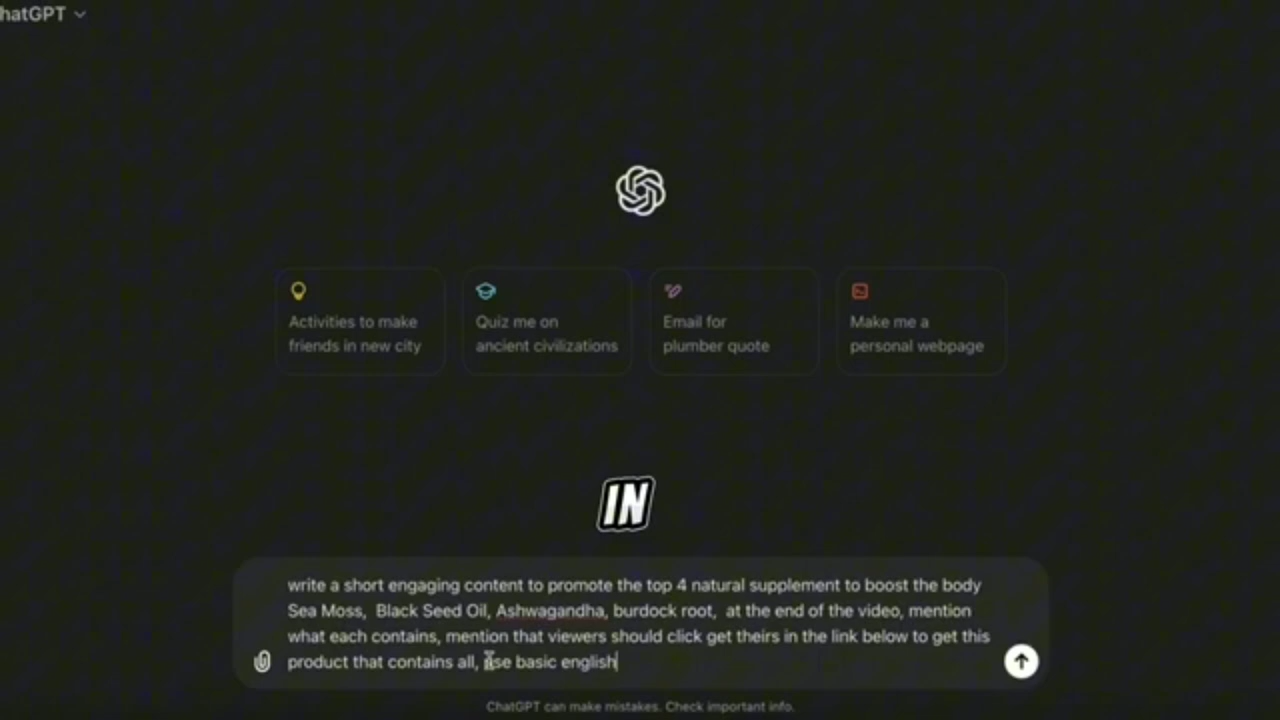 hatGPT
Activities to make
friends in new city
Quiz me on
ancient civilizations
Email for
plumber quote
Make me a
personal webpage
IN
write a short engaging content to promote the top 4 natural supplement to boost the body
Sea Moss,  Black Seed Oil, Ashwagandha, burdock root,  at the end of the video, mention
what each contains, mention that viewers should click get theirs in the link below to get this
product that contains all, use basic english
ChatGPT can make mistakes. Check important info.